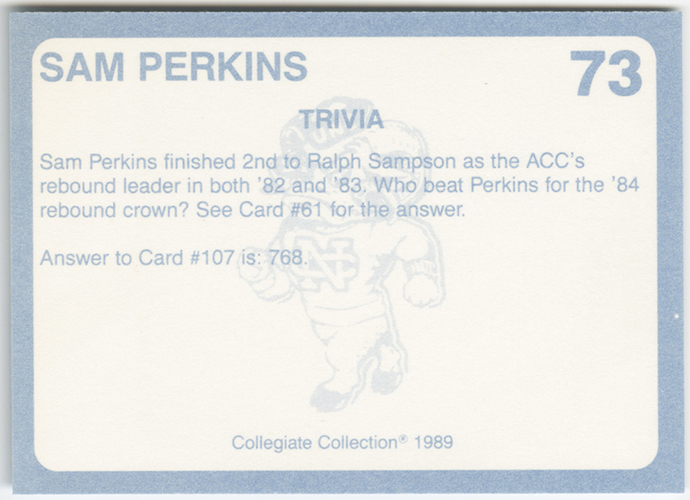 SAM PERKINS
73
TRIVIA
Sam Perkins finished 2nd to Ralph Sampson as the ACC's
rebound leader in both '82 and '83. Who beat Perkins for the '84
rebound crown? See Card #61 for the answer.
Answer to Card #107 is: 768.
NC
Collegiate Collection® 1989